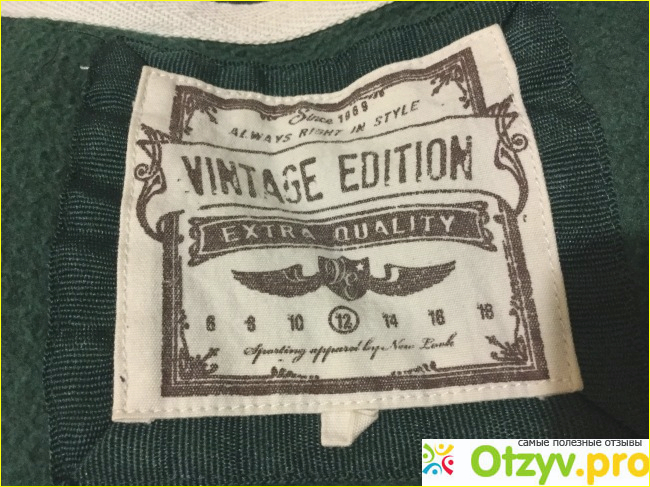 Since 1969
ALWAYS RIGHT IN STYLE
VINTAGE EDITION
EXTRA QUALITY
6 8 10 12 14 16 18
Sporting apparel by New Look
самые полезные отзывы
Otzyv.pro